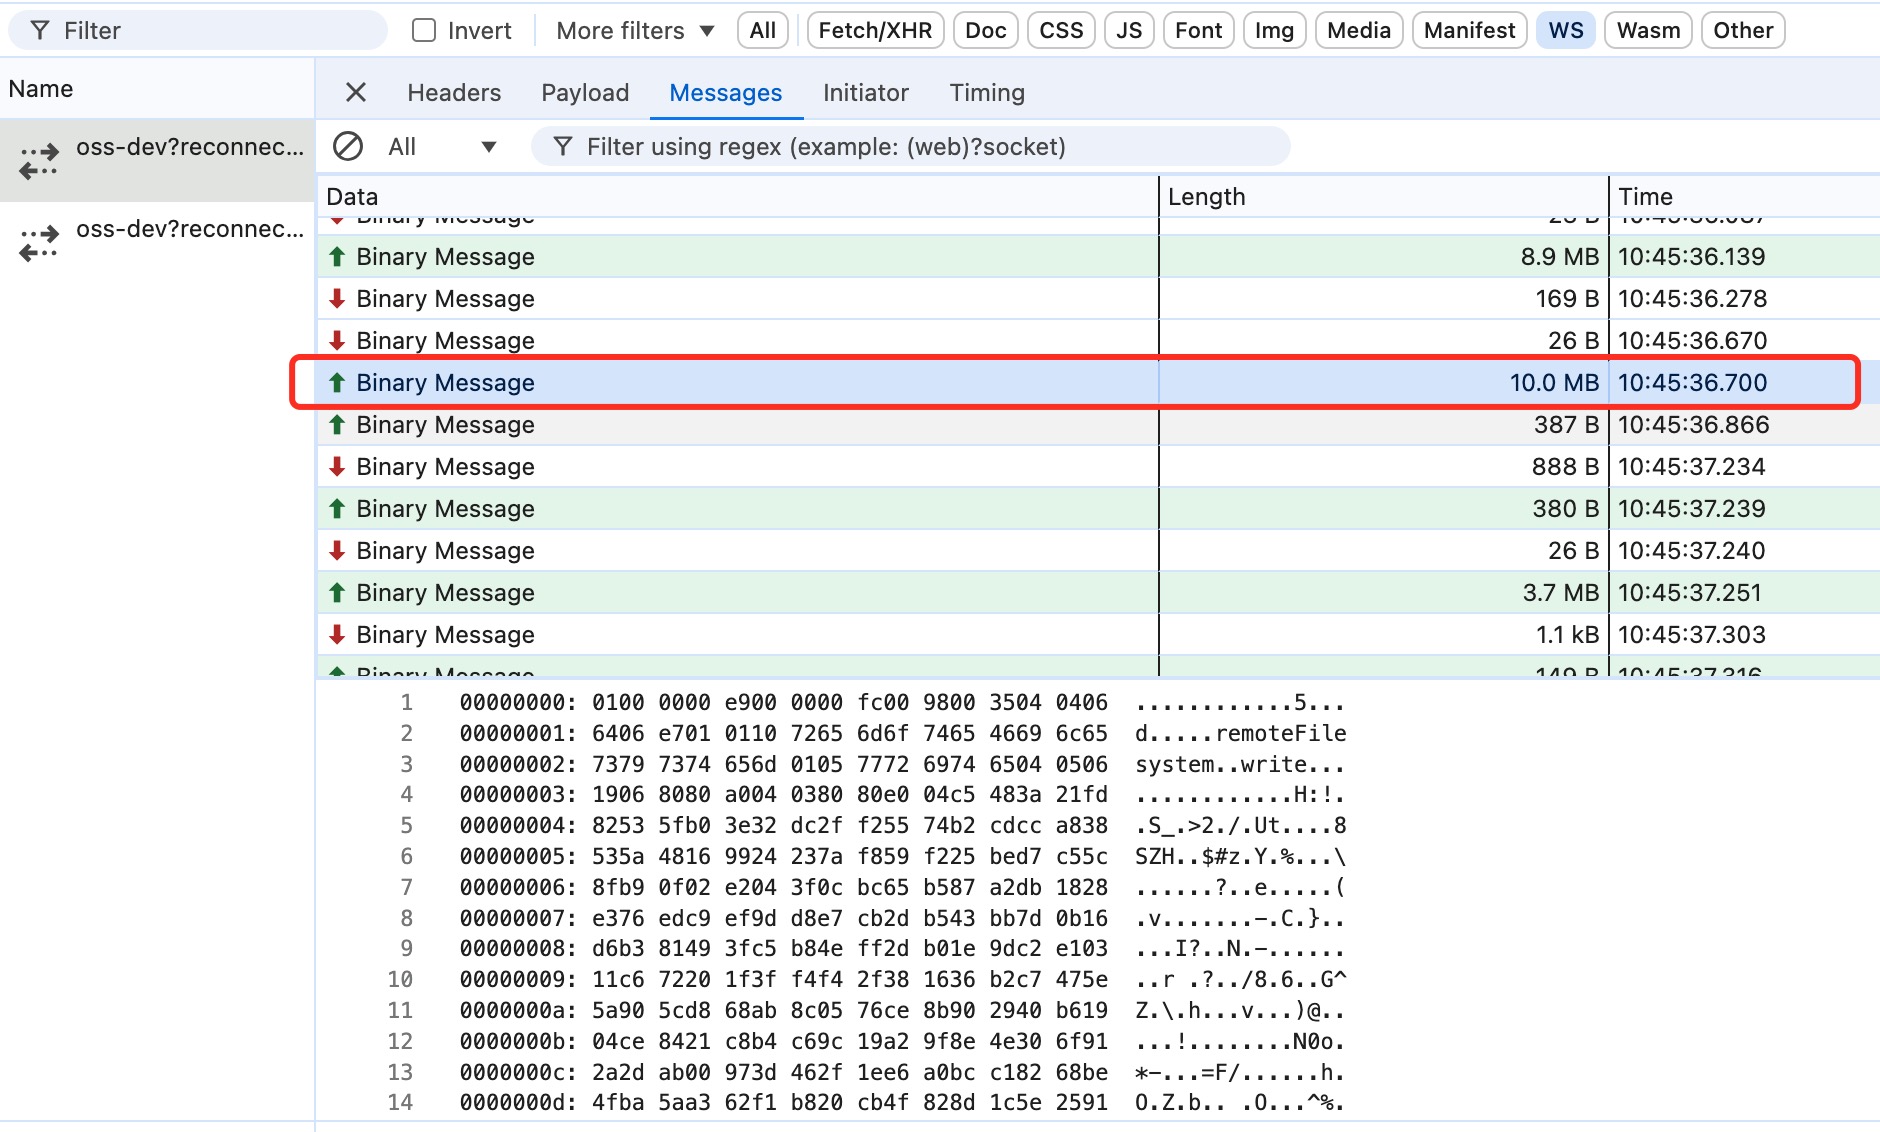 Filter Invert More filters All Fetch/XHR Doc CSS JS Font Img Media Manifest WS Wasm Other
Name
oss-dev?reconnec...
oss-dev?reconnec...
Headers Payload Messages Initiator Timing
All Filter using regex (example: (web)?socket)
Data Length Time
Binary Message
Binary Message 8.9 MB 10:45:36.139
Binary Message 169 B 10:45:36.278
Binary Message 26 B 10:45:36.670
Binary Message 10.0 MB 10:45:36.700
Binary Message 387 B 10:45:36.866
Binary Message 888 B 10:45:37.234
Binary Message 380 B 10:45:37.239
Binary Message 26 B 10:45:37.240
Binary Message 3.7 MB 10:45:37.251
Binary Message 1.1 kB 10:45:37.303
Binary Message 149 B 10:45:37.316
1 00000000: 0100 0000 e900 0000 fc00 9800 3504 0406 ............5...
2 00000001: 6406 e701 0110 7265 6d6f 7465 4669 6c65 d.....remoteFile
3 00000002: 7379 7374 656d 0105 7772 6974 6504 0506 system..write...
4 00000003: 1906 8080 a004 0380 80e0 04c5 483a 21fd ............H:!.
5 00000004: 8253 5fb0 3e32 dc2f f255 74b2 cdcc a838 .S_.>2./.Ut....8
6 00000005: 535a 4816 9924 237a f859 f225 bed7 c55c SZH..$#z.Y.%...\
7 00000006: 8fb9 0f02 e204 3f0c bc65 b587 a2db 1828 ......?..e.....(
8 00000007: e376 edc9 ef9d d8e7 cb2d b543 bb7d 0b16 .v.......-.C.}..
9 00000008: d6b3 8149 3fc5 b84e ff2d b01e 9dc2 e103 ...I?..N.-......
10 00000009: 11c6 7220 1f3f f4f4 2f38 1636 b2c7 475e ..r .?../8.6..G^
11 0000000a: 5a90 5cd8 68ab 8c05 76ce 8b90 2940 b619 Z.\.h...v...)@..
12 0000000b: 04ce 8421 c8b4 c69c 19a2 9f8e 4e30 6f91 ...!........N0o.
13 0000000c: 2a2d ab00 973d 462f 1ee6 a0bc c182 68be *-...=F/......h.
14 0000000d: 4fba 5aa3 62f1 b820 cb4f 828d 1c5e 2591 O.Z.b.. .O...^%.